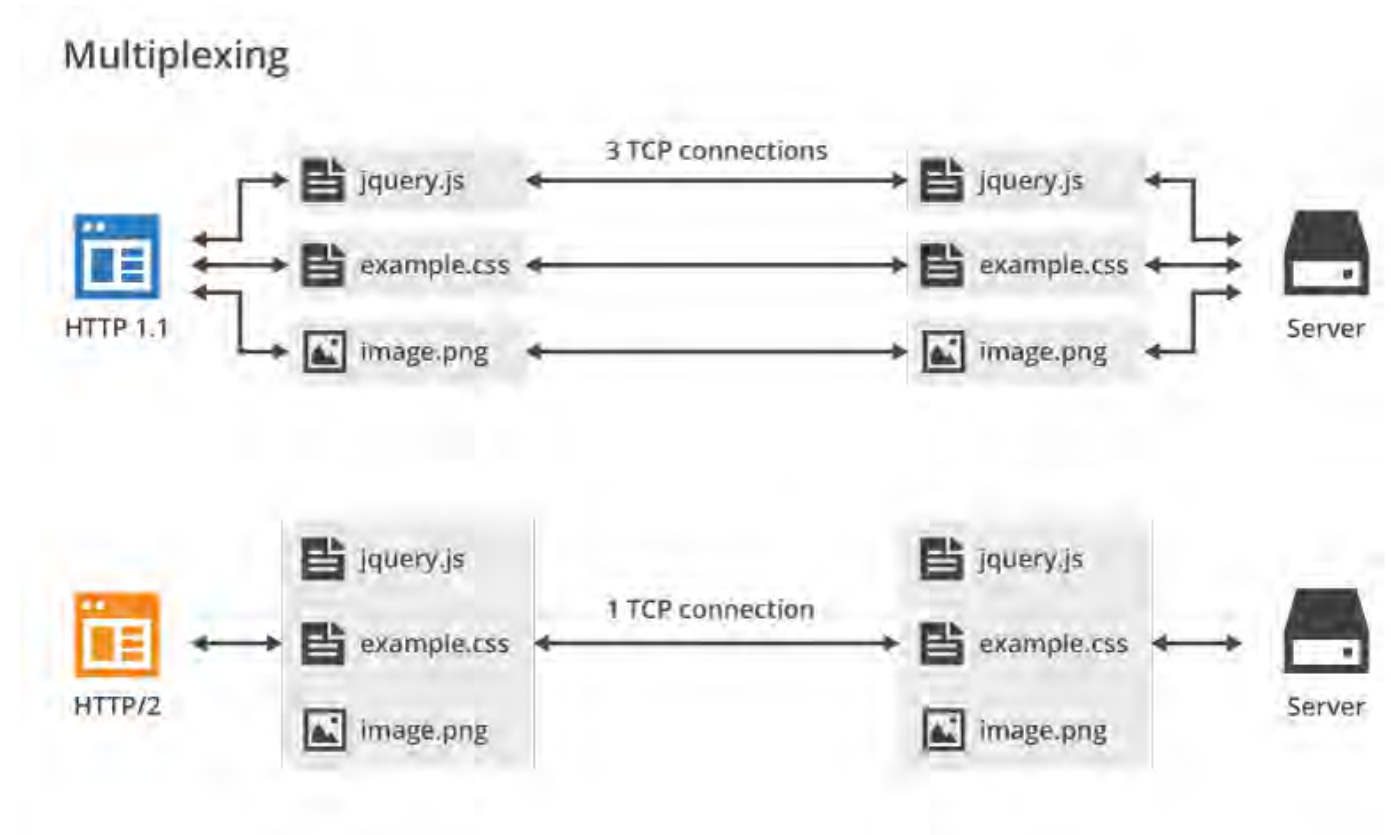 Multiplexing
3 TCP connections
jquery.js
jquery.js
example.css
example.css
image.png
image.png
HTTP 1.1
Server
jquery.js
jquery.js
1 TCP connection
example.css
example.css
HTTP/2
Server
image.png
image.png